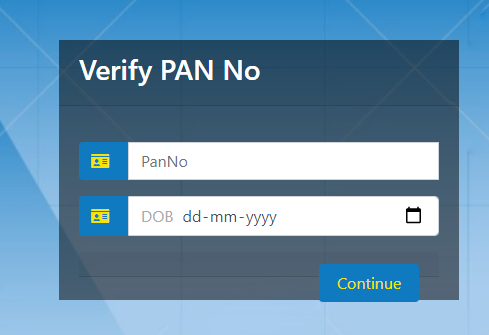 Verify PAN No
PanNo
DOB dd-mm-yyyy
Continue